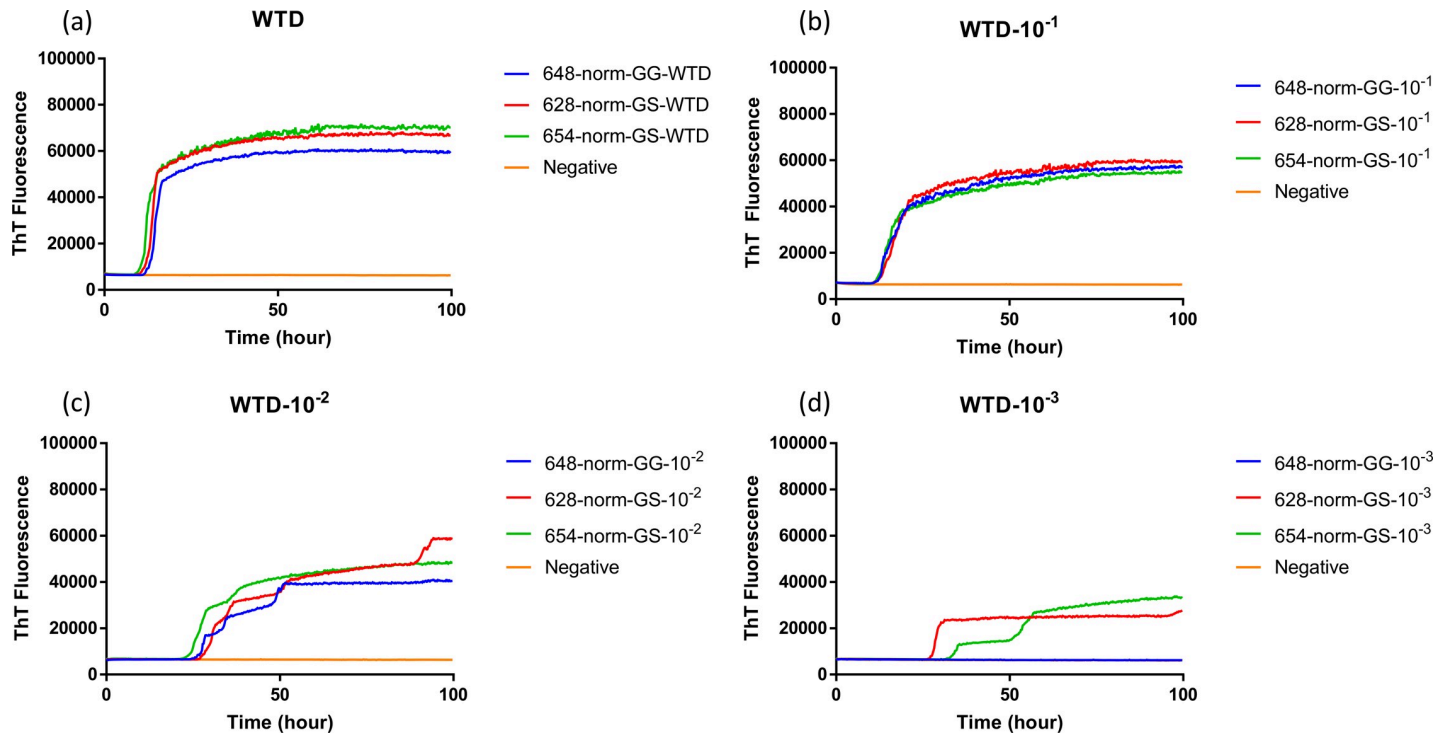 (a)
WTD
ThT Fluorescence
100000
80000
60000
40000
20000
0
0
50
100
Time (hour)
648-norm-GG-WTD
628-norm-GS-WTD
654-norm-GS-WTD
Negative
(b)
WTD-10⁻¹
ThT Fluorescence
100000
80000
60000
40000
20000
0
0
50
100
Time (hour)
648-norm-GG-10⁻¹
628-norm-GS-10⁻¹
654-norm-GS-10⁻¹
Negative
(c)
WTD-10⁻²
ThT Fluorescence
100000
80000
60000
40000
20000
0
0
50
100
Time (hour)
648-norm-GG-10⁻²
628-norm-GS-10⁻²
654-norm-GS-10⁻²
Negative
(d)
WTD-10⁻³
ThT Fluorescence
100000
80000
60000
40000
20000
0
0
50
100
Time (hour)
648-norm-GG-10⁻³
628-norm-GS-10⁻³
654-norm-GS-10⁻³
Negative